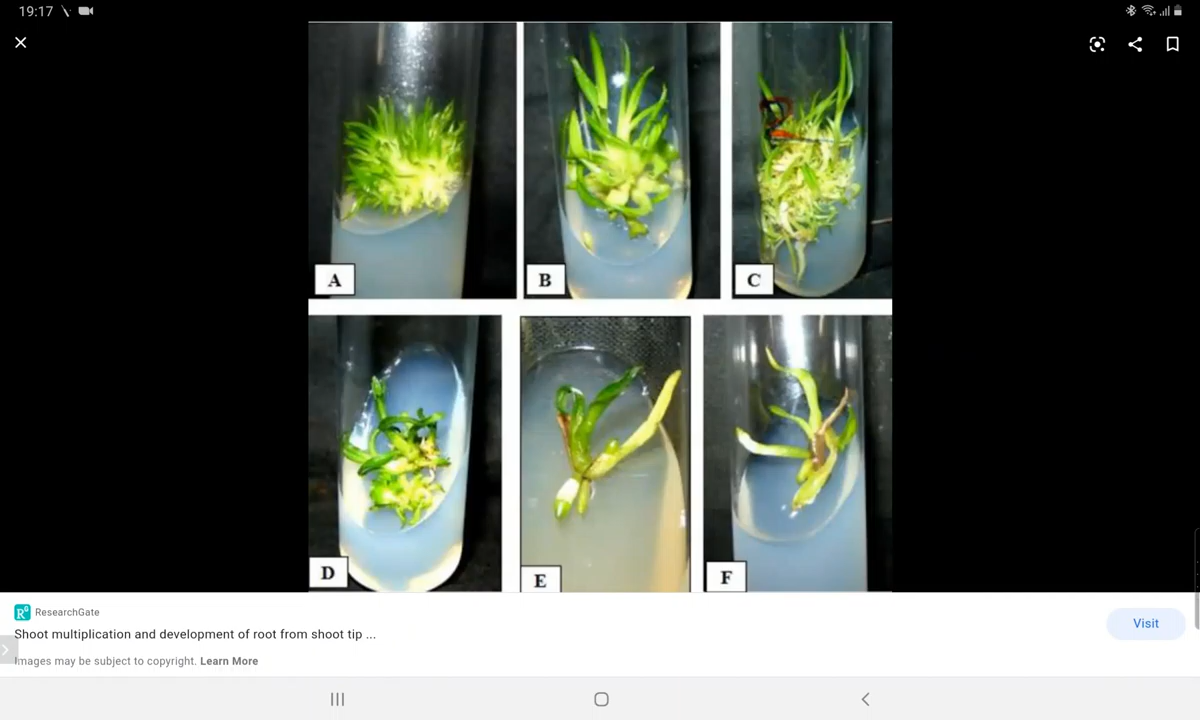 19:17
A
B
C
D
E
F
R⁶ ResearchGate
Shoot multiplication and development of root from shoot tip ...
Visit
Images may be subject to copyright. Learn More